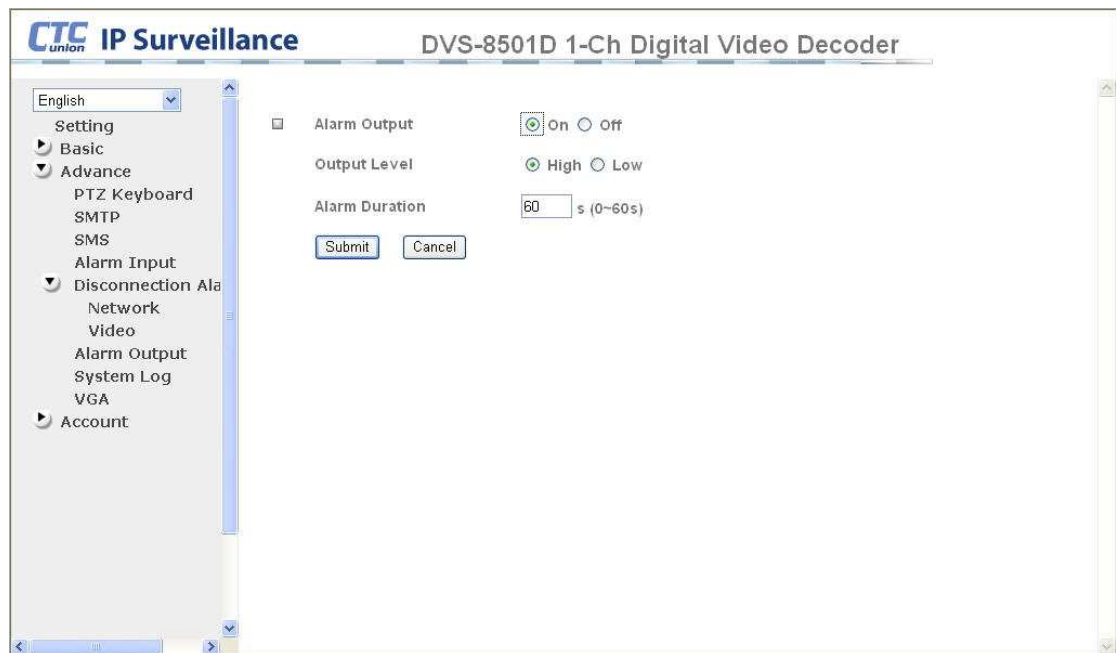 CTC union IP Surveillance
DVS-8501D 1-Ch Digital Video Decoder
English
Setting
Basic
Advance
PTZ Keyboard
SMTP
SMS
Alarm Input
Disconnection Ala
Network
Video
Alarm Output
System Log
VGA
Account
Alarm Output On Off
Output Level High Low
Alarm Duration 60 s (0~60s)
Submit Cancel